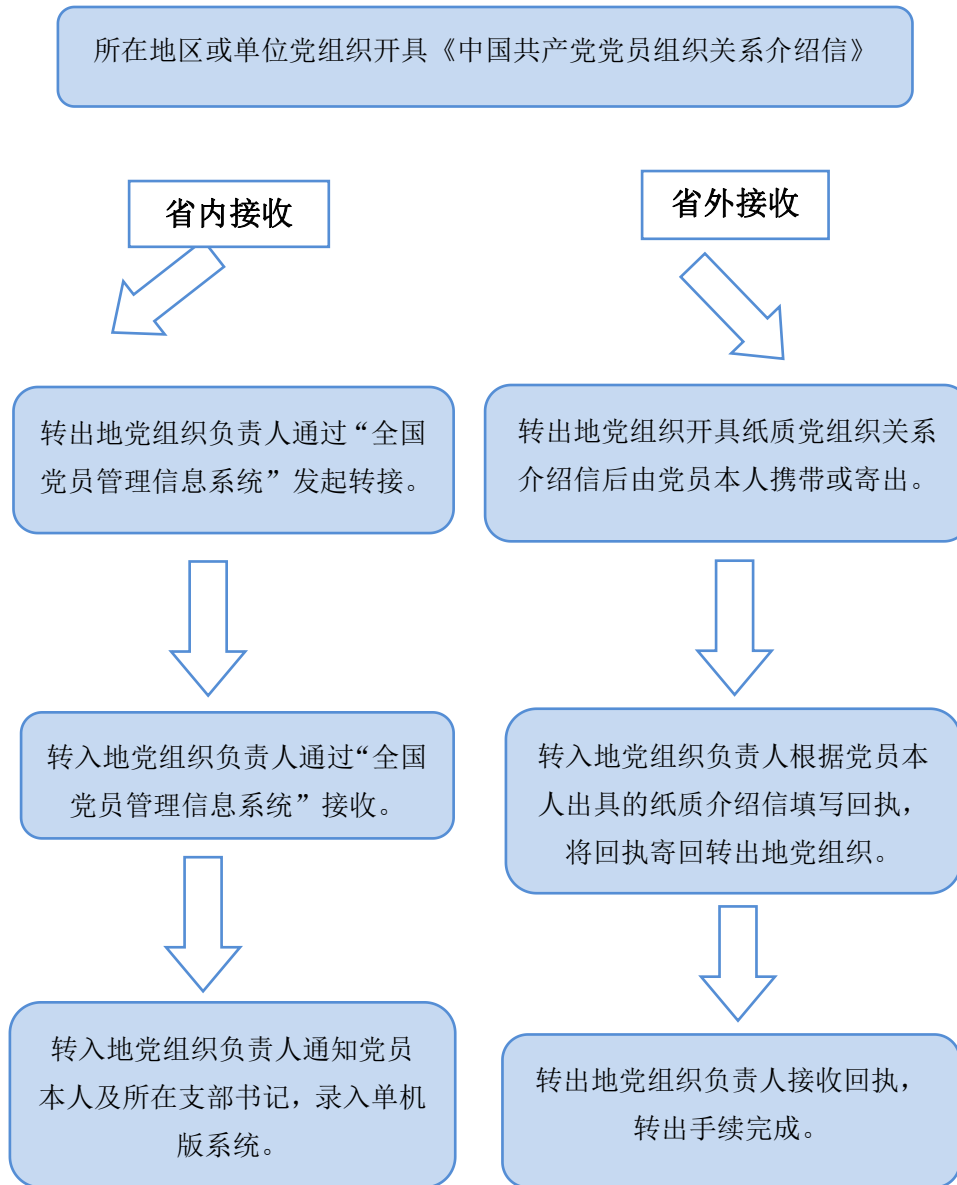 所在地区或单位党组织开具《中国共产党党员组织关系介绍信》
省内接收
省外接收
转出地党组织负责人通过“全国
党员管理信息系统”发起转接。
转出地党组织开具纸质党组织关系
介绍信后由党员本人携带或寄出。
转入地党组织负责人通过“全国
党员管理信息系统”接收。
转入地党组织负责人根据党员本
人出具的纸质介绍信填写回执，
将回执寄回转出地党组织。
转入地党组织负责人通知党员
本人及所在支部书记，录入单机
版系统。
转出地党组织负责人接收回执，
转出手续完成。